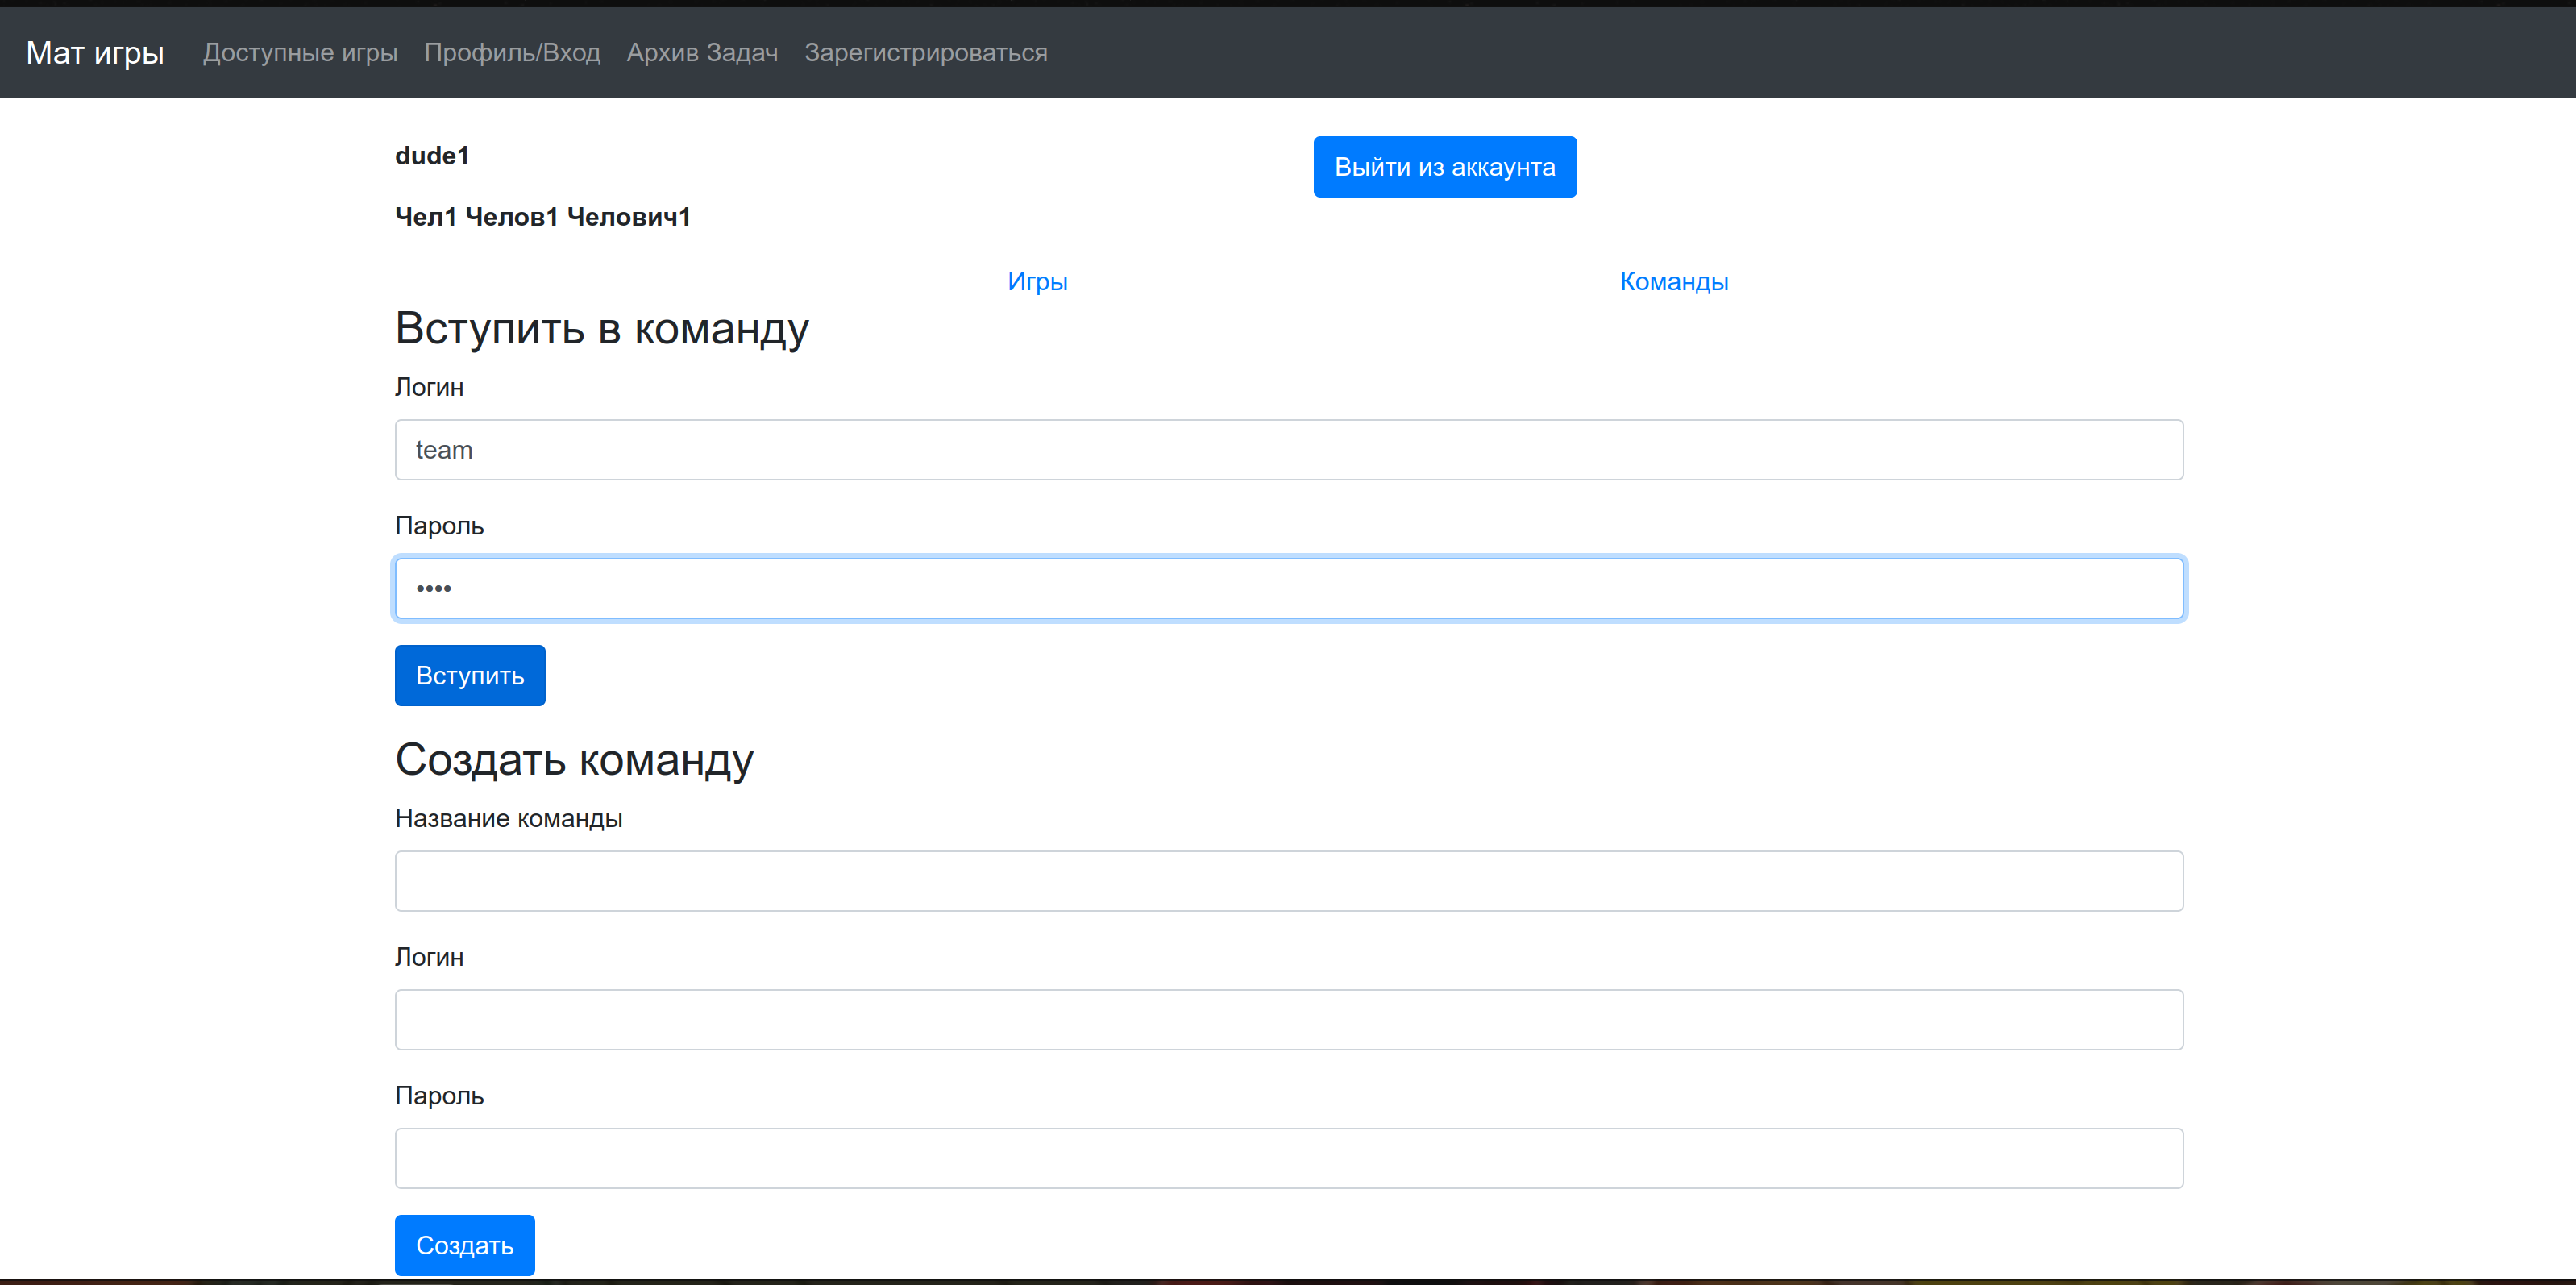 Мат игры Доступные игры Профиль/Вход Архив Задач Зарегистрироваться
dude1 Выйти из аккаунта
Чел1 Челов1 Челович1
Игры Команды
Вступить в команду
Логин
team
Пароль
••••
Вступить
Создать команду
Название команды
Логин
Пароль
Создать